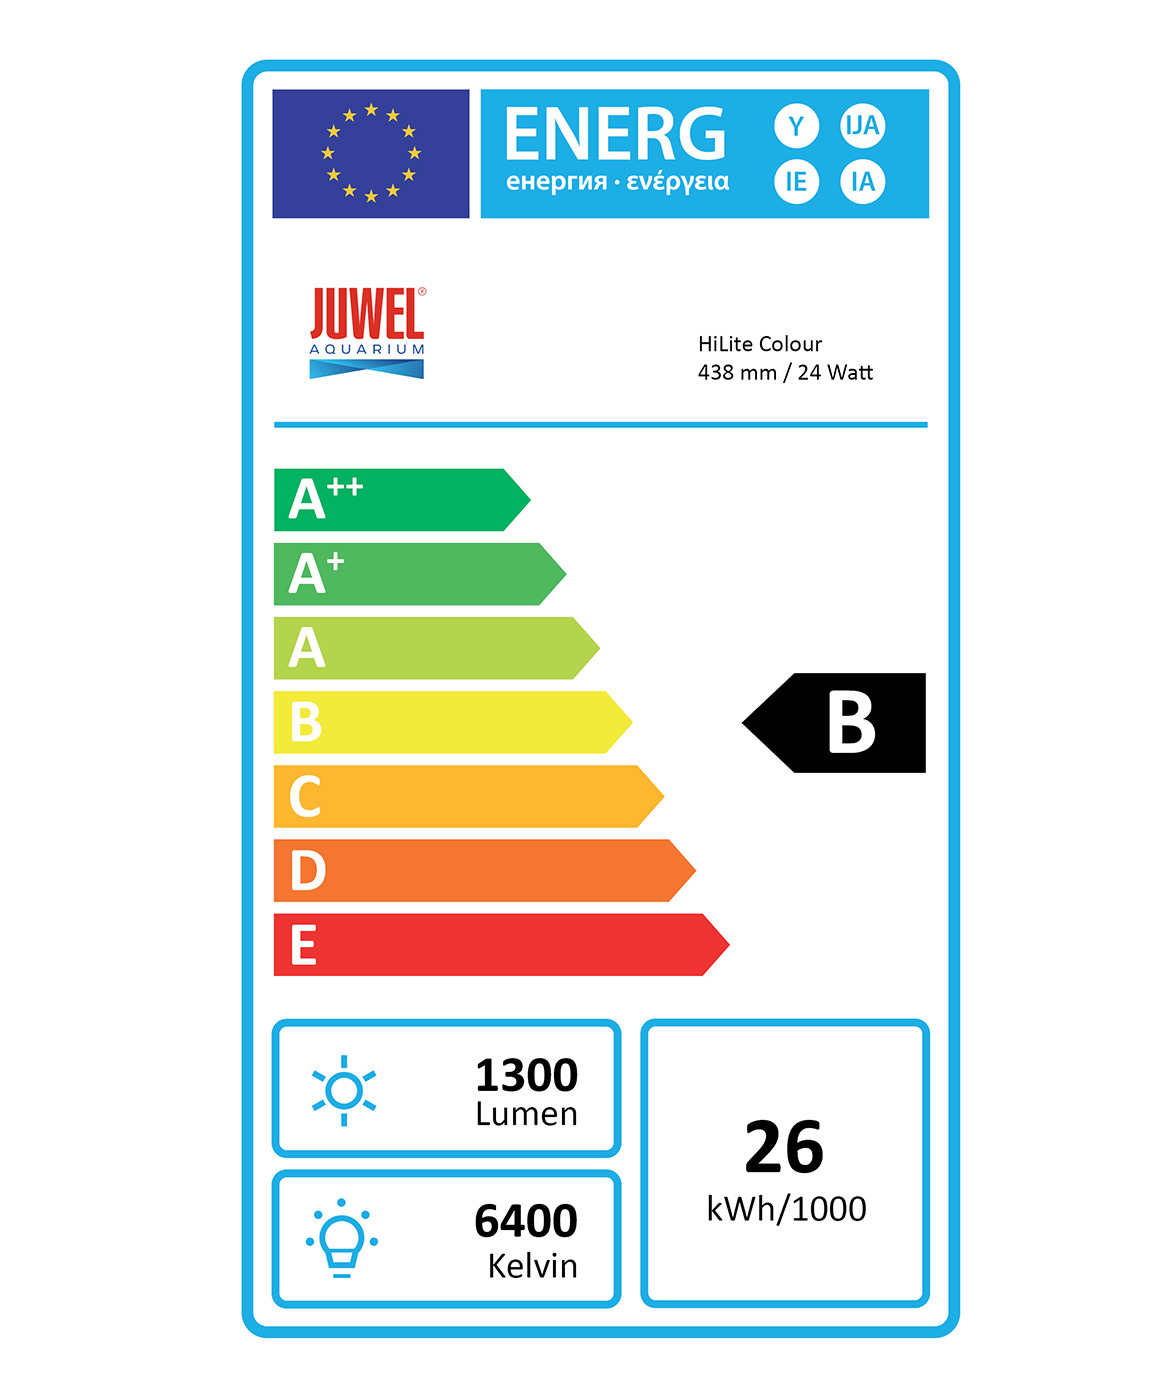 ENERG
енергия · ενέργεια
Y IJA
IE IA
JUWEL®
AQUARIUM
HiLite Colour
438 mm / 24 Watt
A++
A+
A
B
B
C
D
E
1300
Lumen
6400
Kelvin
26
kWh/1000